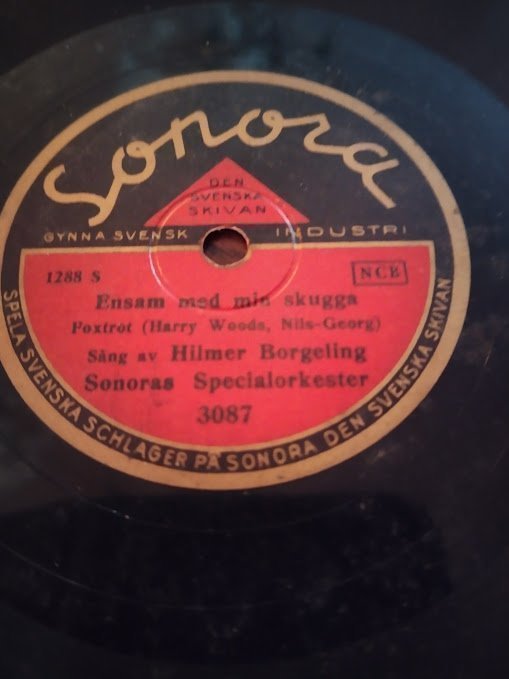 Sonora
DEN
SVENSKA
SKIVAN
GYNNA SVENSK INDUSTRI
1288 S
NCB
Ensam med min skugga
Foxtrot (Harry Woods, Nils-Georg)
Sång av Hilmer Borgeling
Sonoras Specialorkester
3087
SPELA SVENSKA SCHLAGER PÅ SONORA DEN SVENSKA SKIVAN